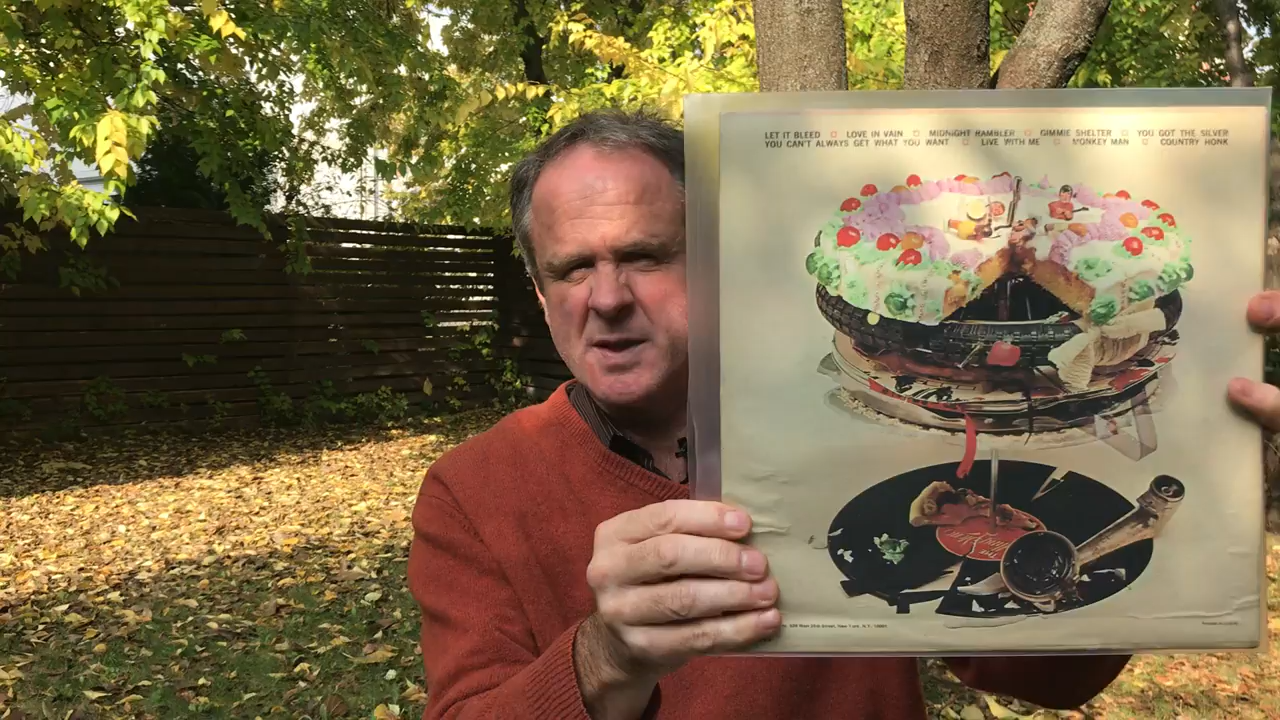 LET IT BLEED □ LOVE IN VAIN □ MIDNIGHT RAMBLER □ GIMMIE SHELTER □ YOU GOT THE SILVER
YOU CAN'T ALWAYS GET WHAT YOU WANT □ LIVE WITH ME □ MONKEY MAN □ COUNTRY HONK